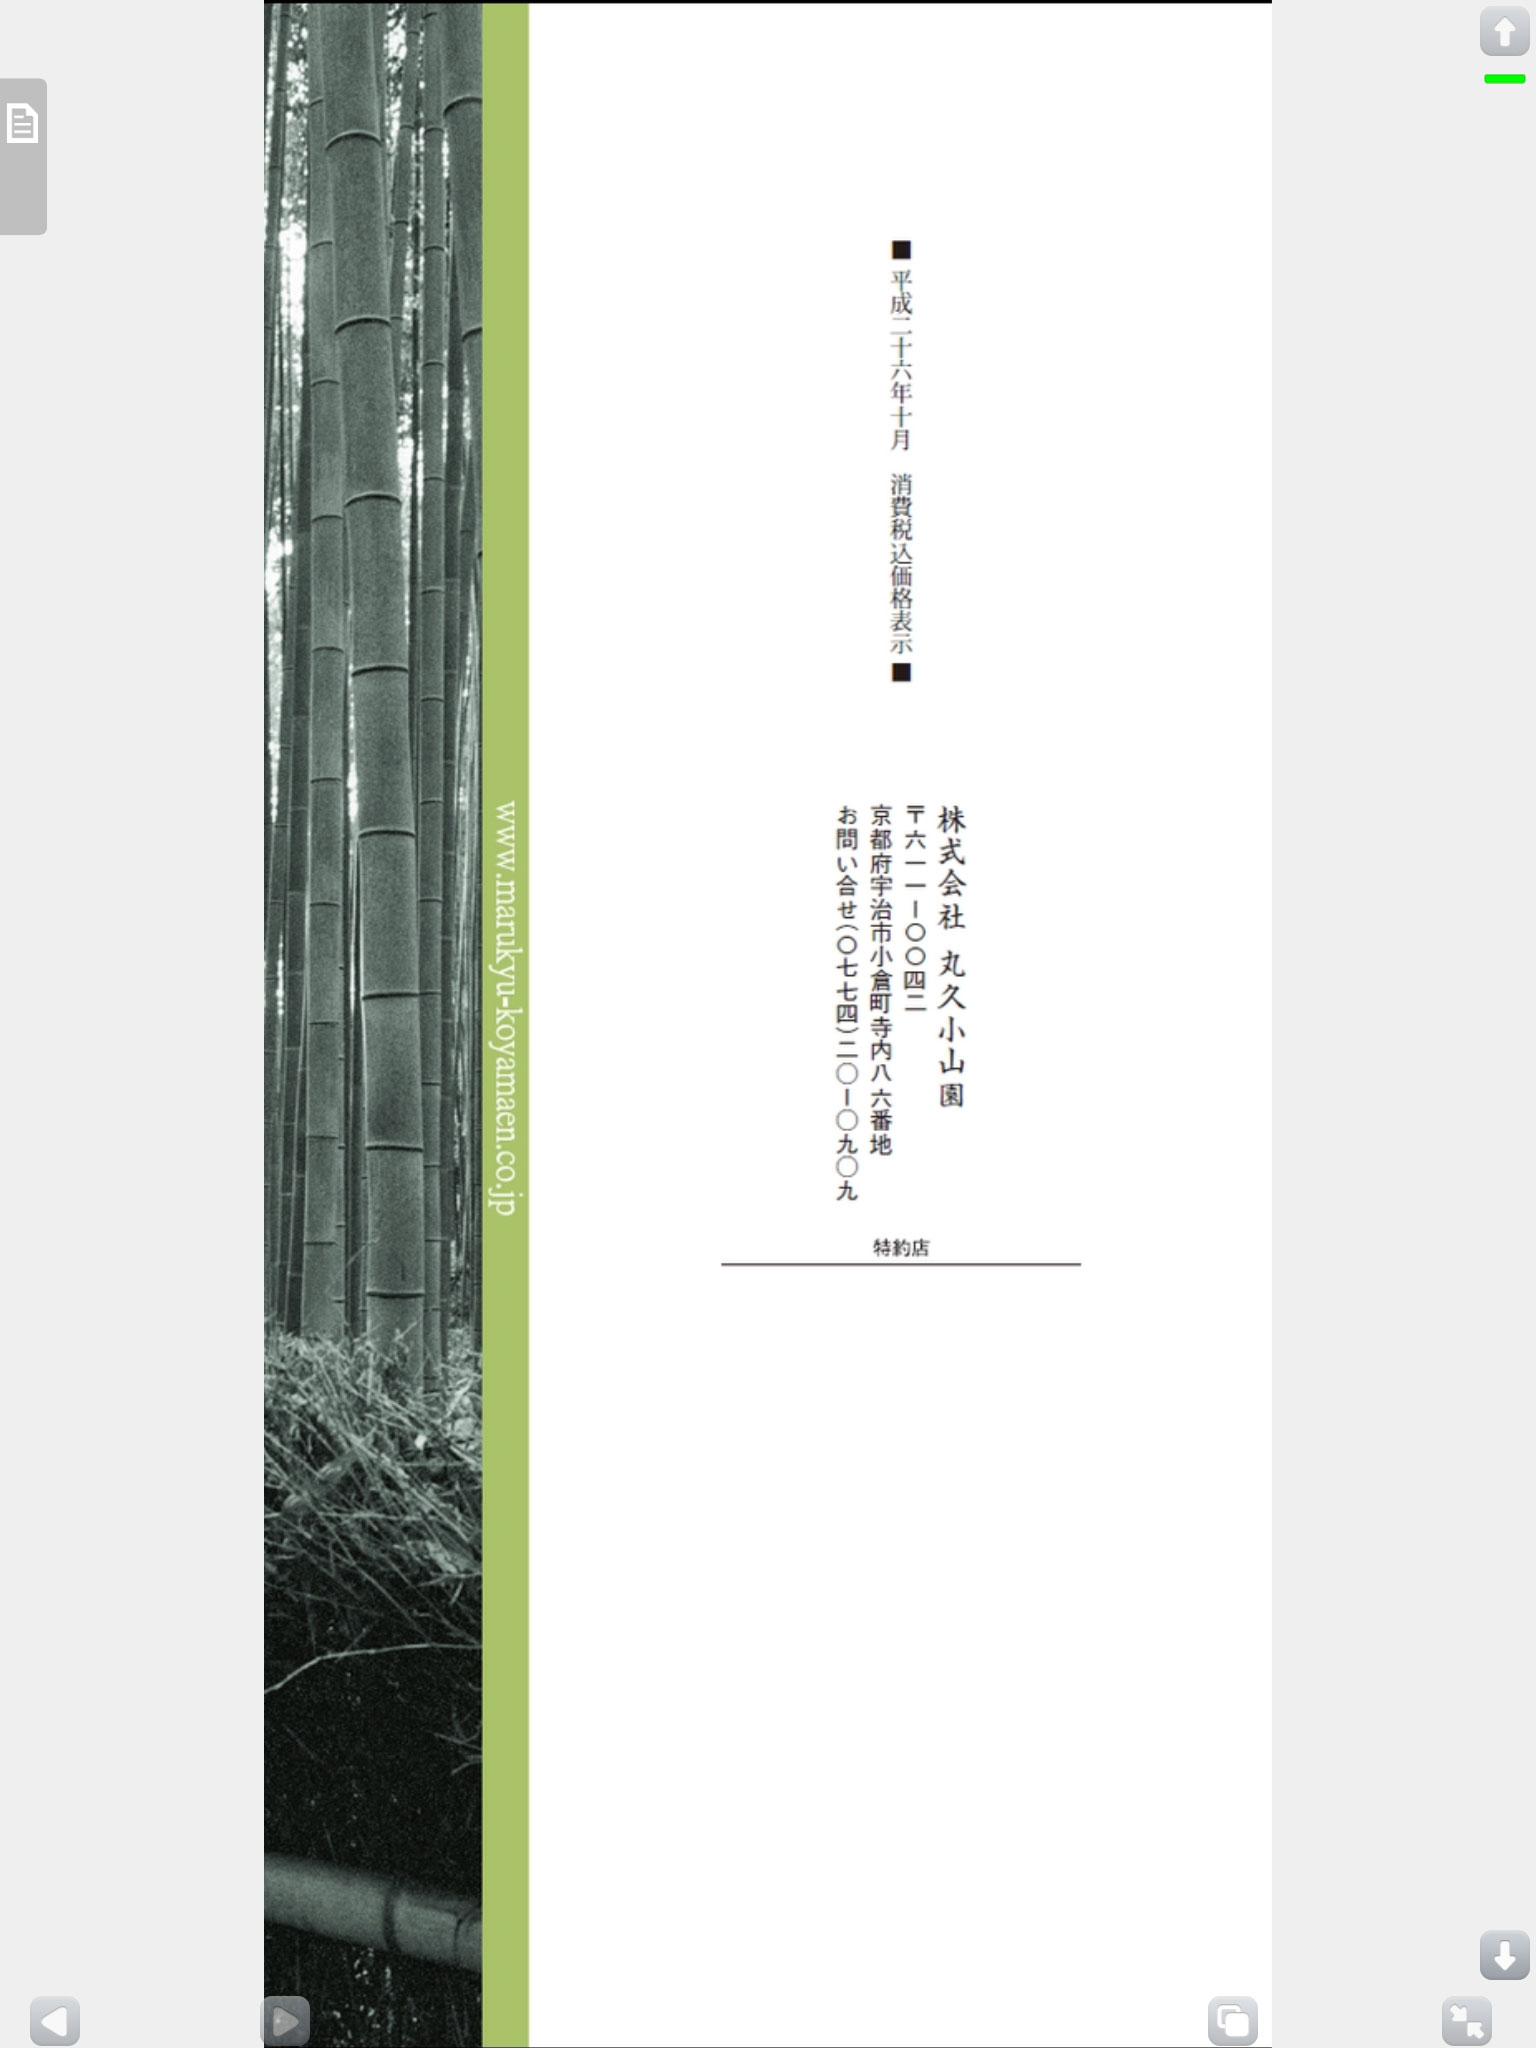 ■ 平成二十六年十月　消費税込価格表示 ■
株式会社 丸久小山園
〒六一一ー〇〇四二
京都府宇治市小倉町寺内八六番地
お問い合せ(〇七七四)二〇ー〇九〇九
特約店
www.marukyu-koyamaen.co.jp